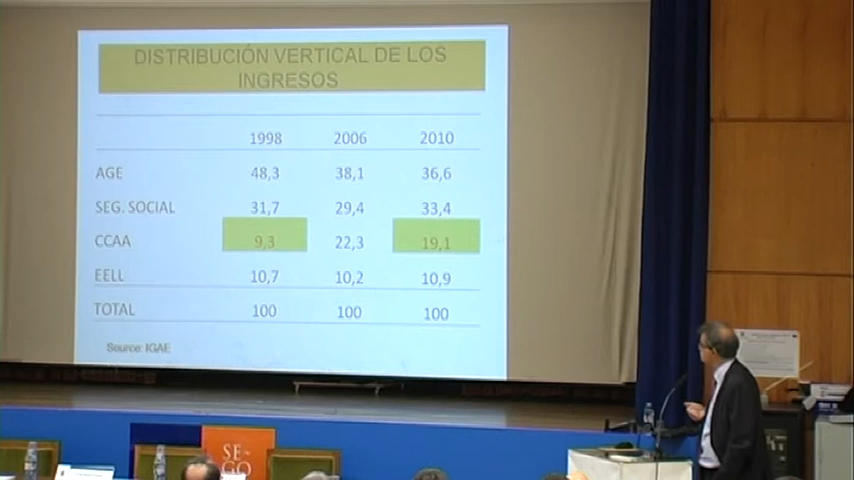 DISTRIBUCIÓN VERTICAL DE LOS
INGRESOS
1998 2006 2010
AGE 48,3 38,1 36,6
SEG. SOCIAL 31,7 29,4 33,4
CCAA 9,3 22,3 19,1
EELL 10,7 10,2 10,9
TOTAL 100 100 100
Source: IGAE
SE
GO